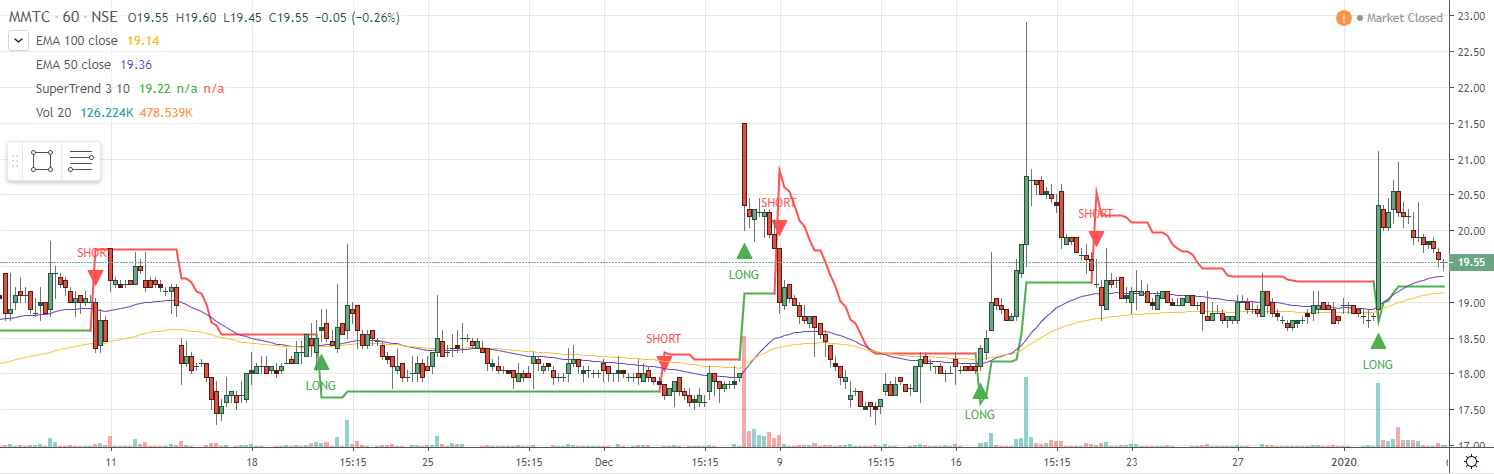 MMTC · 60 · NSE O19.55 H19.60 L19.45 C19.55 −0.05 (−0.26%)
Market Closed
EMA 100 close 19.14
EMA 50 close 19.36
SuperTrend 3 10 19.22 n/a n/a
Vol 20 126.224K 478.539K
23.00
22.50
22.00
21.50
21.00
20.50
20.00
19.55
19.00
18.50
18.00
17.50
17.00
SHORT
LONG
SHORT
LONG
SHORT
LONG
SHORT
LONG
11 18 15:15 25 15:15 Dec 15:15 9 15:15 16 15:15 23 27 2020 6